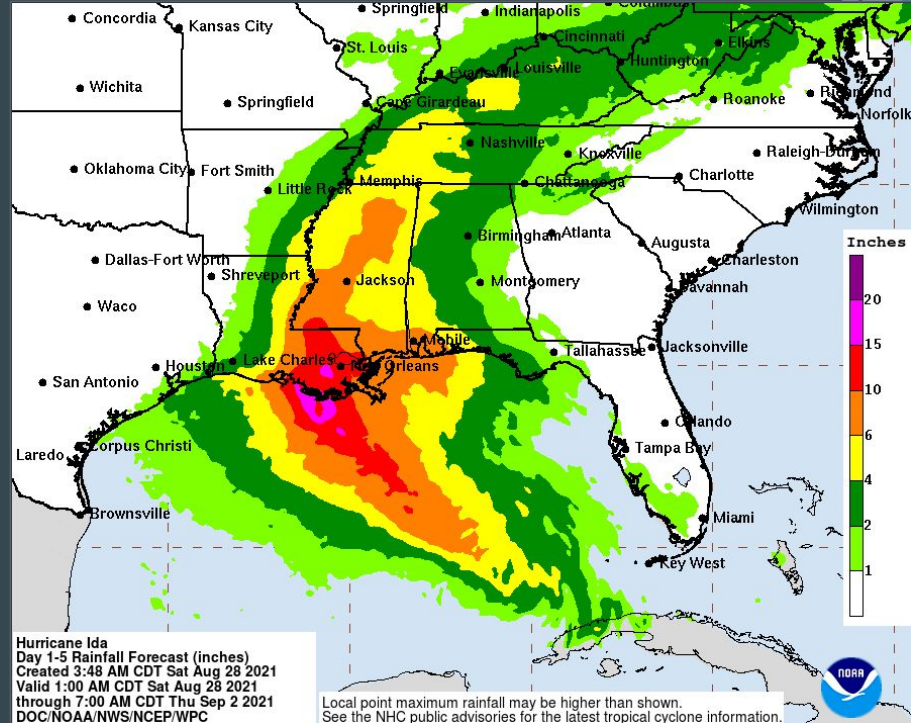 Springfield
Indianapolis
Columbus
Concordia
Kansas City
Cincinnati
Elkins
St. Louis
Huntington
Evansville
Louisville
Wichita
Richmond
Springfield
Cape Girardeau
Roanoke
Norfolk
Nashville
Knoxville
Raleigh-Durham
Oklahoma City
Fort Smith
Little Rock
Memphis
Chattanooga
Charlotte
Wilmington
Birmingham
Atlanta
Augusta
Dallas-Fort Worth
Charleston
Shreveport
Jackson
Montgomery
Savannah
Waco
Mobile
Tallahassee
Jacksonville
Houston
Lake Charles
New Orleans
San Antonio
Orlando
Corpus Christi
Tampa Bay
Laredo
Brownsville
Miami
Key West
Inches
20
15
10
6
4
2
1
Hurricane Ida
Day 1-5 Rainfall Forecast (inches)
Created 3:48 AM CDT Sat Aug 28 2021
Valid 1:00 AM CDT Sat Aug 28 2021
through 7:00 AM CDT Thu Sep 2 2021
DOC/NOAA/NWS/NCEP/WPC
Local point maximum rainfall may be higher than shown.
See the NHC public advisories for the latest tropical cyclone information.
NOAA